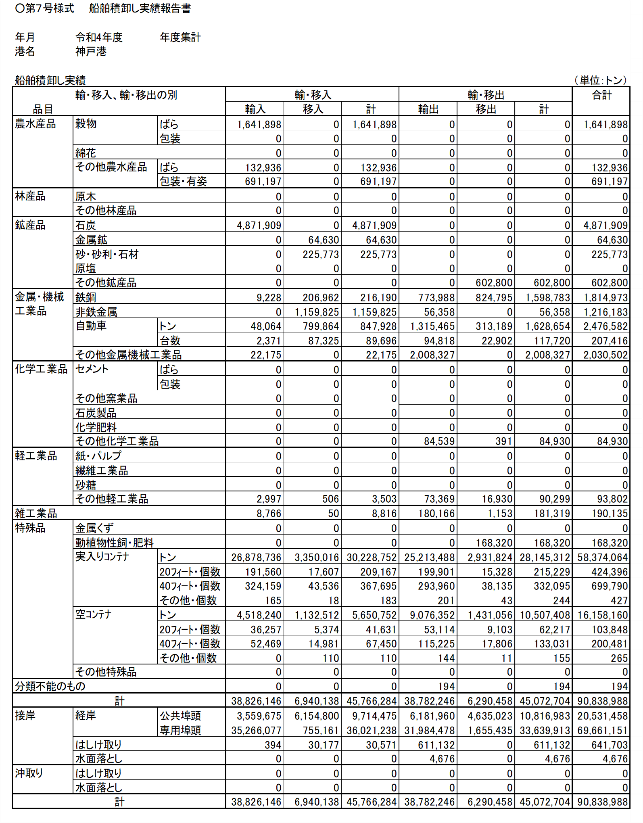 〇第7号様式　船舶積卸し実績報告書
年月　令和4年度　年度集計
港名　神戸港
船舶積卸し実績　（単位：トン）
輸・移入、輸・移出の別　輸・移入　輸・移出　合計
品目　輸入　移入　計　輸出　移出　計
農水産品　穀物　ばら　1,641,898　0　1,641,898　0　0　0　1,641,898
包装　0　0　0　0　0　0　0
綿花　0　0　0　0　0　0　0
その他農水産品　ばら　132,936　0　132,936　0　0　0　132,936
包装・有姿　691,197　0　691,197　0　0　0　691,197
林産品　原木　0　0　0　0　0　0　0
その他林産品　0　0　0　0　0　0　0
鉱産品　石炭　4,871,909　0　4,871,909　0　0　0　4,871,909
金属鉱　0　64,630　64,630　0　0　0　64,630
砂・砂利・石材　0　225,773　225,773　0　0　0　225,773
原塩　0　0　0　0　0　0　0
その他鉱産品　0　0　0　0　602,800　602,800　602,800
金属・機械　鉄鋼　9,228　206,962　216,190　773,988　824,795　1,598,783　1,814,973
工業品　非鉄金属　0　1,159,825　1,159,825　56,358　0　56,358　1,216,183
自動車　トン　48,064　799,864　847,928　1,315,465　313,189　1,628,654　2,476,582
台数　2,371　87,325　89,696　94,818　22,902　117,720　207,416
その他金属機械工業品　22,175　0　22,175　2,008,327　0　2,008,327　2,030,502
化学工業品　セメント　ばら　0　0　0　0　0　0　0
包装　0　0　0　0　0　0　0
その他窯業品　0　0　0　0　0　0　0
石炭製品　0　0　0　0　0　0　0
化学肥料　0　0　0　0　0　0　0
その他化学工業品　0　0　0　84,539　391　84,930　84,930
軽工業品　紙・パルプ　0　0　0　0　0　0　0
繊維工業品　0　0　0　0　0　0　0
砂糖　0　0　0　0　0　0　0
その他軽工業品　2,997　506　3,503　73,369　16,930　90,299　93,802
雑工業品　8,766　50　8,816　180,166　1,153　181,319　190,135
特殊品　金属くず　0　0　0　0　0　0　0
動植物性飼・肥料　0　0　0　0　168,320　168,320　168,320
実入りコンテナ　トン　26,878,736　3,350,016　30,228,752　25,213,488　2,931,824　28,145,312　58,374,064
20フィート・個数　191,560　17,607　209,167　199,901　15,328　215,229　424,396
40フィート・個数　324,159　43,536　367,695　293,960　38,135　332,095　699,790
その他・個数　165　18　183　201　43　244　427
空コンテナ　トン　4,518,240　1,132,512　5,650,752　9,076,352　1,431,056　10,507,408　16,158,160
20フィート・個数　36,257　5,374　41,631　53,114　9,103　62,217　103,848
40フィート・個数　52,469　14,981　67,450　115,225　17,806　133,031　200,481
その他・個数　0　110　110　144　11　155　265
その他特殊品　0　0　0　0　0　0　0
分類不能のもの　0　0　0　194　0　194　194
計　38,826,146　6,940,138　45,766,284　38,782,246　6,290,458　45,072,704　90,838,988
接岸　経岸　公共埠頭　3,559,675　6,154,800　9,714,475　6,181,960　4,635,023　10,816,983　20,531,458
専用埠頭　35,266,077　755,161　36,021,238　31,984,478　1,655,435　33,639,913　69,661,151
はしけ取り　394　30,177　30,571　611,132　0　611,132　641,703
水面落とし　0　0　0　4,676　0　4,676　4,676
沖取り　はしけ取り　0　0　0　0　0　0　0
水面落とし　0　0　0　0　0　0　0
計　38,826,146　6,940,138　45,766,284　38,782,246　6,290,458　45,072,704　90,838,988